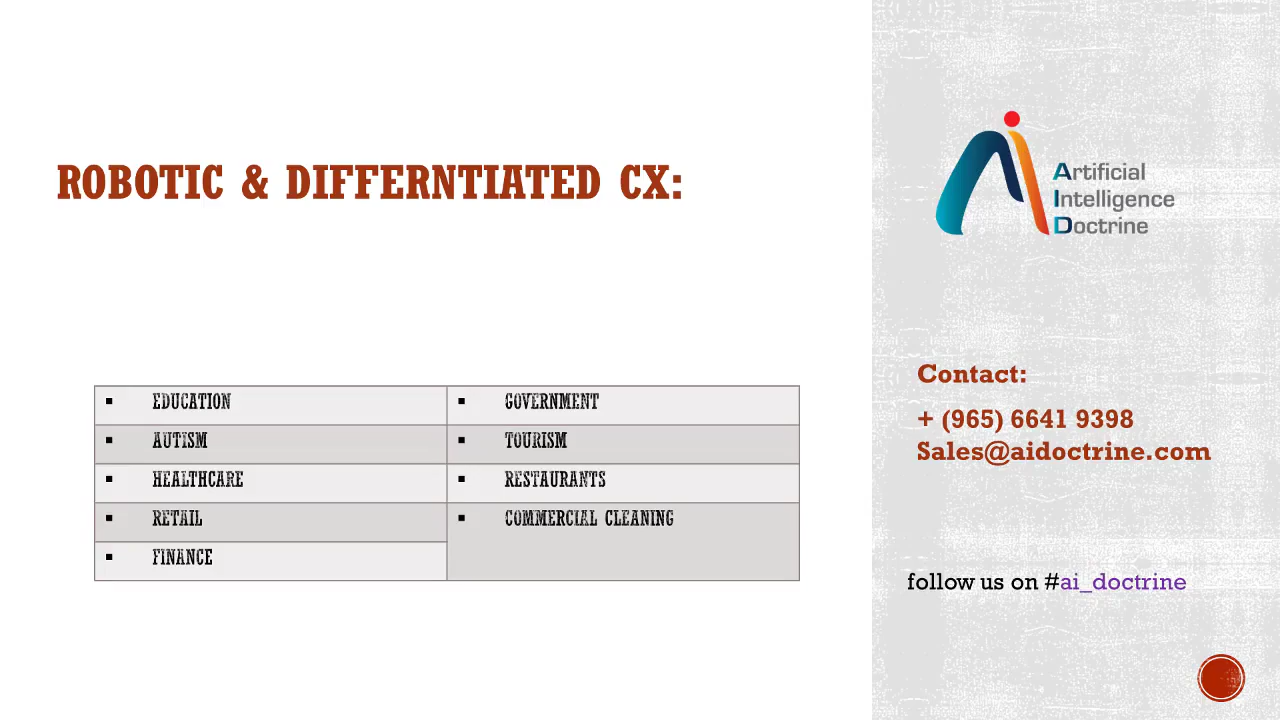 ROBOTIC & DIFFERNTIATED CX:
▪ EDUCATION
▪ GOVERNMENT
▪ AUTISM
▪ TOURISM
▪ HEALTHCARE
▪ RESTAURANTS
▪ RETAIL
▪ COMMERCIAL CLEANING
▪ FINANCE
Artificial
Intelligence
Doctrine
Contact:
+ (965) 6641 9398
Sales@aidoctrine.com
follow us on #ai_doctrine